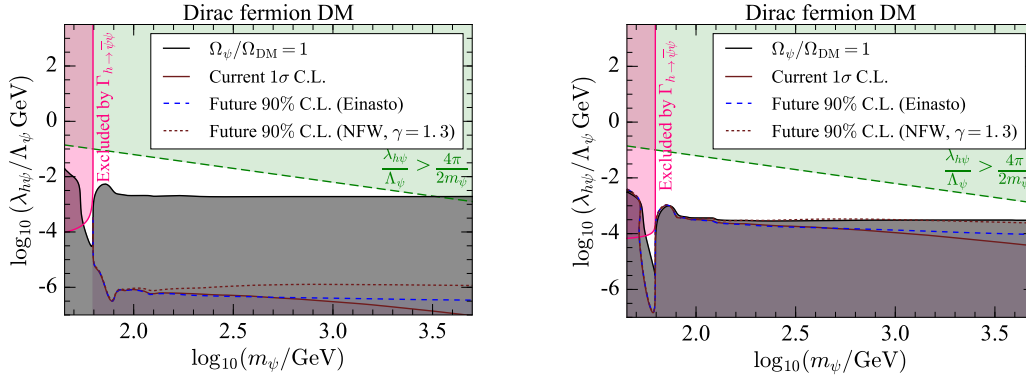 Dirac fermion DM
log₁₀(λ_{hψ}/Λ_ψ GeV)
2
0
-2
-4
-6
Excluded by Γ_{h→ψ̄ψ}
Ω_ψ/Ω_DM = 1
Current 1σ C.L.
Future 90% C.L. (Einasto)
Future 90% C.L. (NFW, γ = 1.3)
λ_{hψ}/Λ_ψ > 4π/2m_ψ
2.0 2.5 3.0 3.5
log₁₀(m_ψ/GeV)
Dirac fermion DM
log₁₀(λ_{hψ}/Λ_ψ GeV)
2
0
-2
-4
-6
Excluded by Γ_{h→ψ̄ψ}
Ω_ψ/Ω_DM = 1
Current 1σ C.L.
Future 90% C.L. (Einasto)
Future 90% C.L. (NFW, γ = 1.3)
λ_{hψ}/Λ_ψ > 4π/2m_ψ
2.0 2.5 3.0 3.5
log₁₀(m_ψ/GeV)